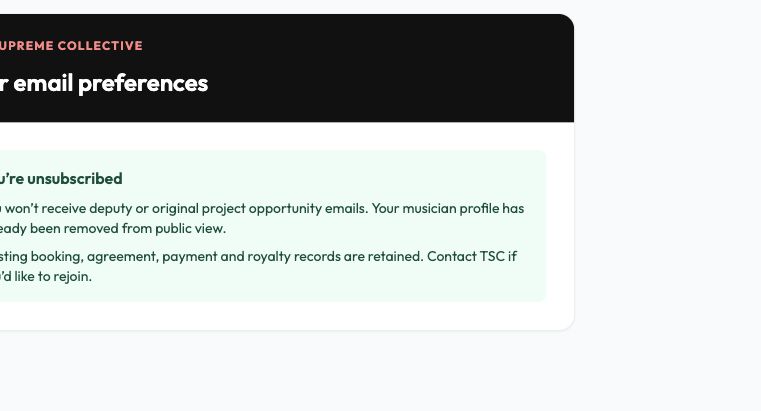 UPREME COLLECTIVE
r email preferences
u're unsubscribed
u won't receive deputy or original project opportunity emails. Your musician profile has
eady been removed from public view.
sting booking, agreement, payment and royalty records are retained. Contact TSC if
u'd like to rejoin.